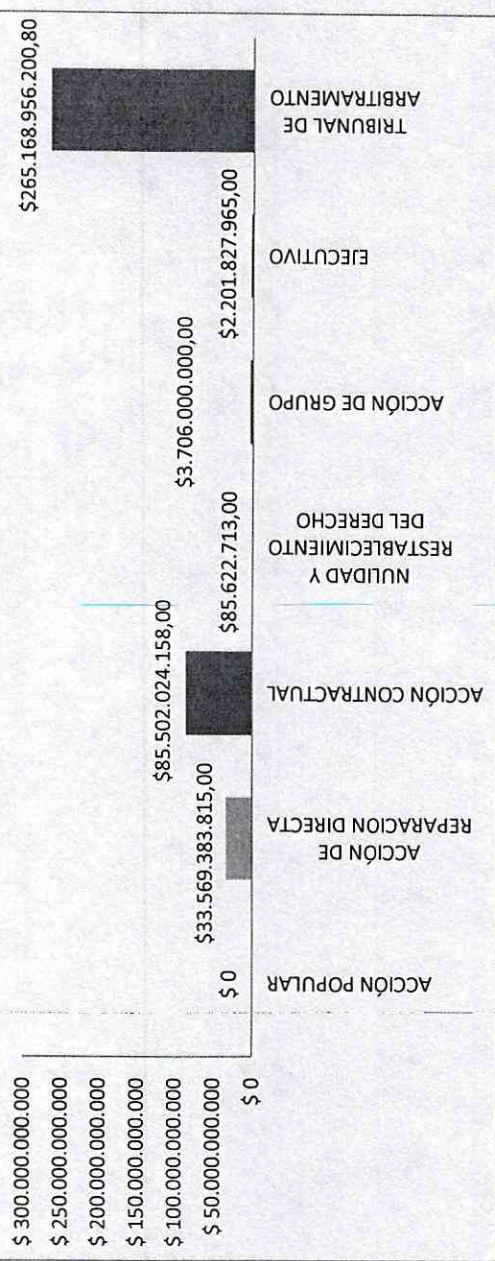 $ 300.000.000.000
$ 250.000.000.000
$ 200.000.000.000
$ 150.000.000.000
$ 100.000.000.000
$ 50.000.000.000
$ 0
$ 0
$33.569.383.815,00
$85.502.024.158,00
$85.622.713,00
$3.706.000.000,00
$2.201.827.965,00
$265.168.956.200,80
ACCIÓN POPULAR
ACCIÓN DE
REPARACION DIRECTA
ACCIÓN CONTRACTUAL
NULIDAD Y
RESTABLECIMIENTO
DEL DERECHO
ACCIÓN DE GRUPO
EJECUTIVO
TRIBUNAL DE
ARBITRAMENTO